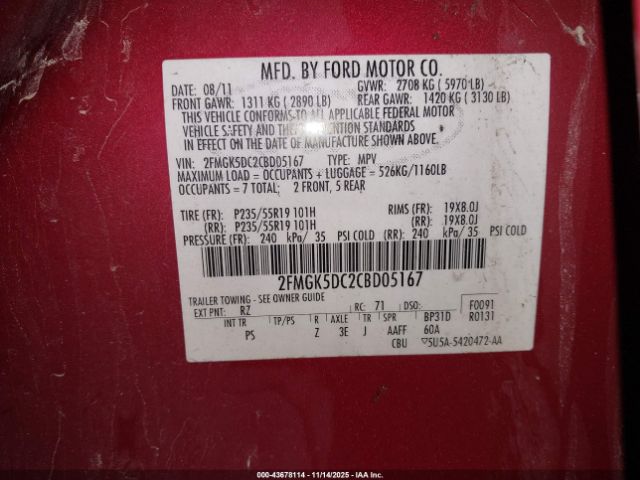 MFD. BY FORD MOTOR CO.
DATE: 08/11 GVWR: 2708 KG ( 5970 LB)
FRONT GAWR: 1311 KG ( 2890 LB) REAR GAWR: 1420 KG ( 3130 LB)
THIS VEHICLE CONFORMS TO ALL APPLICABLE FEDERAL MOTOR
VEHICLE SAFETY AND THEFT PREVENTION STANDARDS
IN EFFECT ON THE DATE OF MANUFACTURE SHOWN ABOVE.
VIN: 2FMGK5DC2CBD05167 TYPE: MPV
MAXIMUM LOAD = OCCUPANTS + LUGGAGE = 526KG/1160LB
OCCUPANTS = 7 TOTAL; 2 FRONT, 5 REAR
TIRE (FR): P235/55R19 101H RIMS (FR): 19X8.0J
(RR): P235/55R19 101H (RR): 19X8.0J
PRESSURE (FR): 240 kPa/ 35 PSI COLD (RR): 240 kPa/ 35 PSI COLD
2FMGK5DC2CBD05167
TRAILER TOWING - SEE OWNER GUIDE
EXT PNT: RZ RC: 71 DSO: F0091
INT TR TP/PS R AXLE TR SPR BP31D R0131
PS Z 3E J AAFF 60A
CBU ▽5U5A-5420472-AA
000-43678114 - 11/14/2025 - IAA Inc.